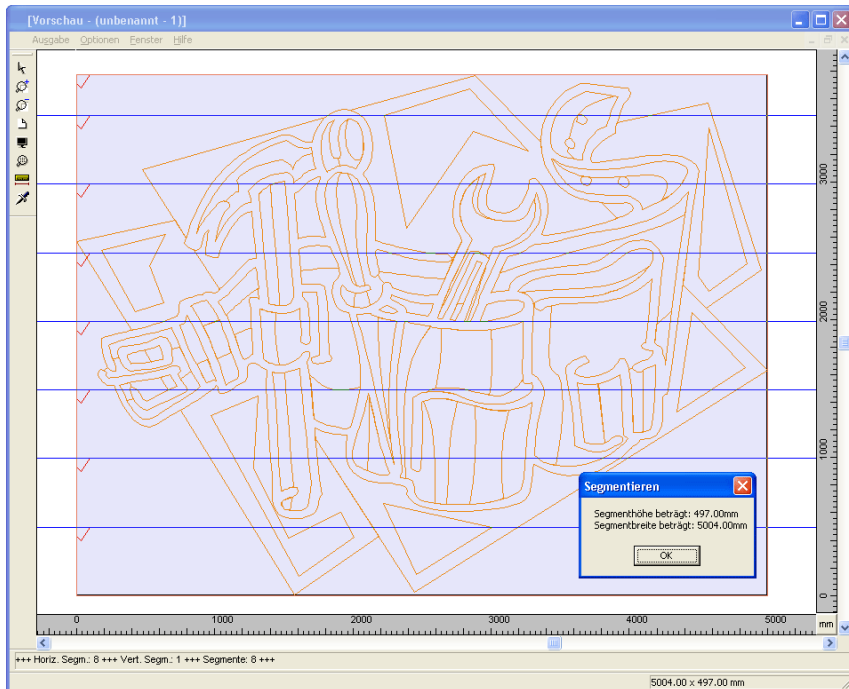 [Vorschau - (unbenannt - 1)]
Ausgabe Optionen Fenster Hilfe
3000
2000
1000
0
Segmentieren
Segmenthöhe beträgt: 497.00mm
Segmentbreite beträgt: 5004.00mm
OK
0 1000 2000 3000 4000 5000 mm
+++ Horiz. Segm.: 8 +++ Vert. Segm.: 1 +++ Segmente: 8 +++
5004.00 x 497.00 mm